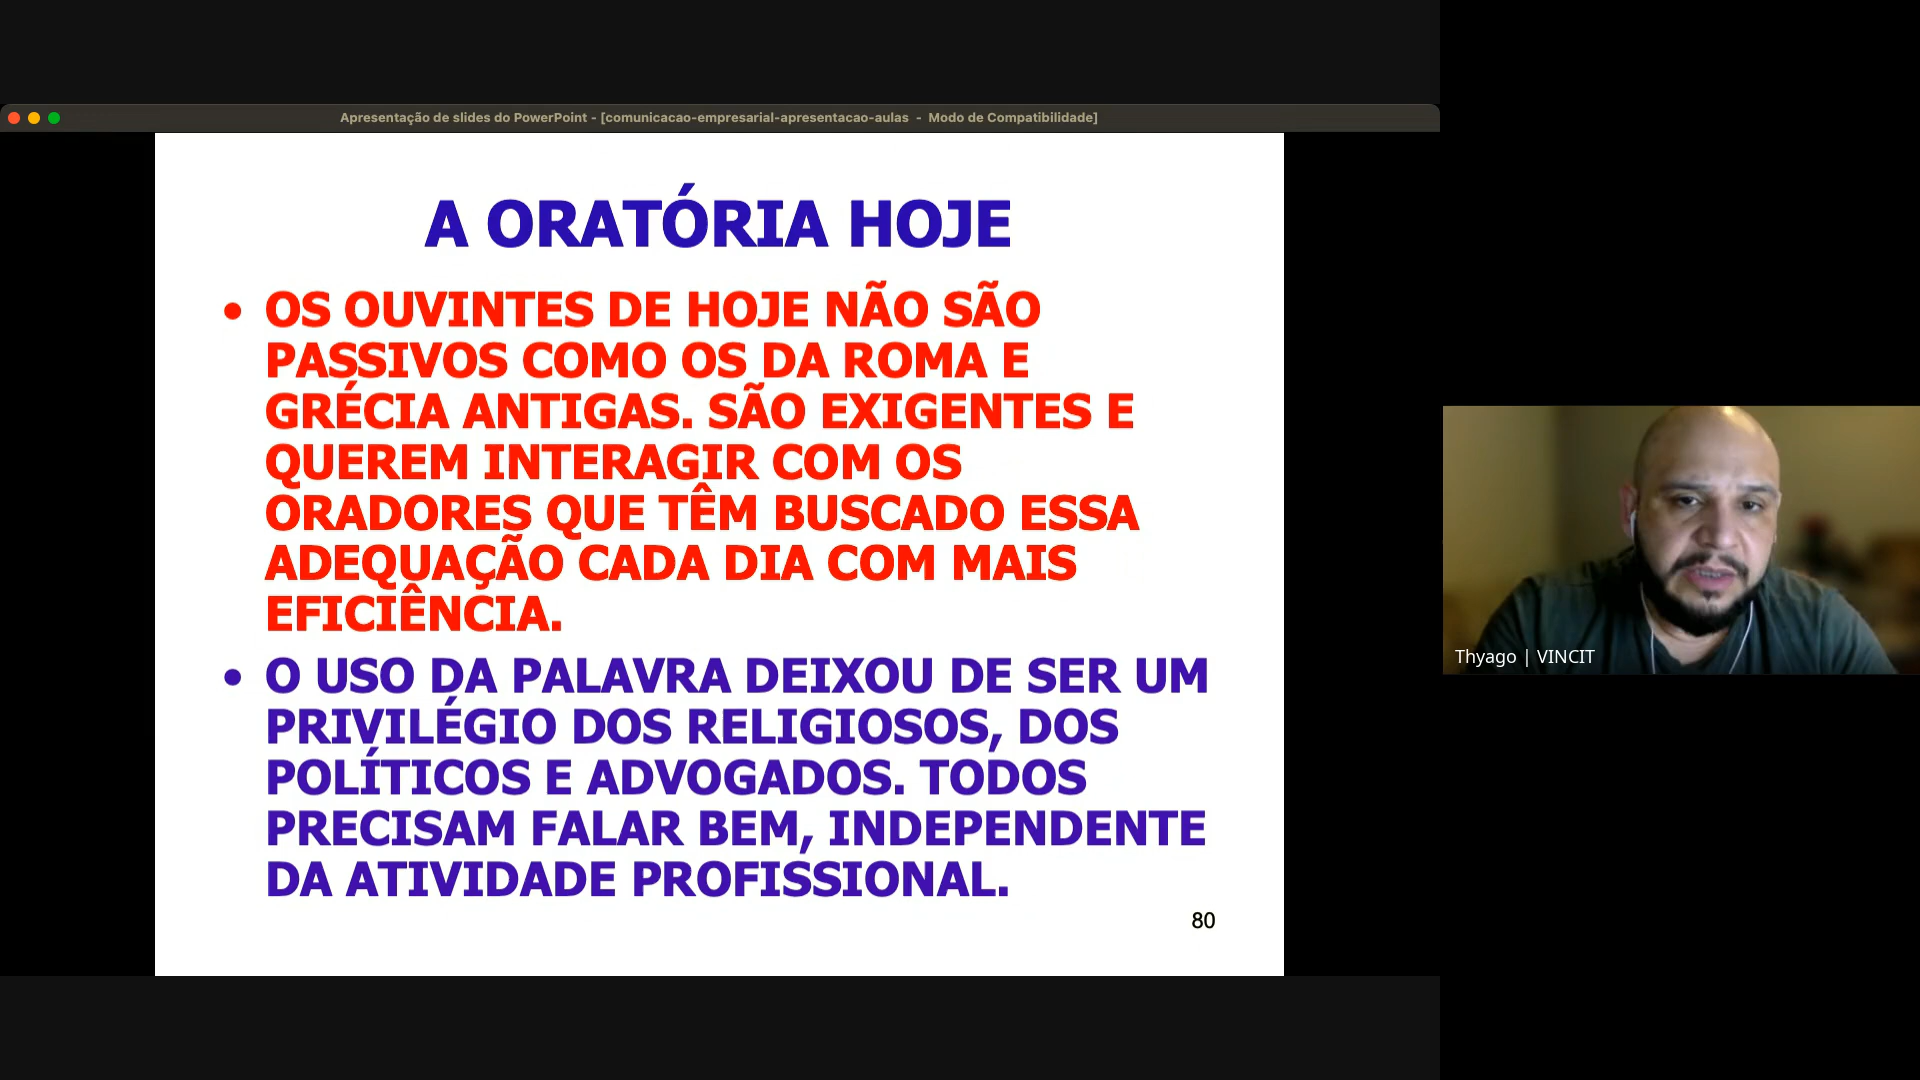 Apresentação de slides do PowerPoint - [comunicacao-empresarial-apresentacao-aulas - Modo de Compatibilidade]
A ORATÓRIA HOJE
• OS OUVINTES DE HOJE NÃO SÃO
PASSIVOS COMO OS DA ROMA E
GRÉCIA ANTIGAS. SÃO EXIGENTES E
QUEREM INTERAGIR COM OS
ORADORES QUE TÊM BUSCADO ESSA
ADEQUAÇÃO CADA DIA COM MAIS
EFICIÊNCIA.
• O USO DA PALAVRA DEIXOU DE SER UM
PRIVILÉGIO DOS RELIGIOSOS, DOS
POLÍTICOS E ADVOGADOS. TODOS
PRECISAM FALAR BEM, INDEPENDENTE
DA ATIVIDADE PROFISSIONAL.
80
Thyago | VINCIT